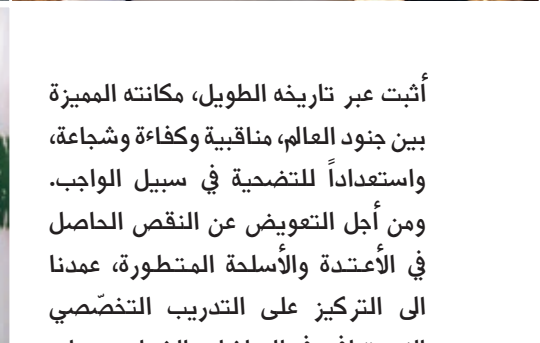 أثبت عبر تاريخه الطويل، مكانته المميزة
بين جنود العالم، مناقبية وكفاءة وشجاعة،
واستعداداً للتضحية في سبيل الواجب.
ومن أجل التعويض عن النقص الحاصل
في الأعتدة والأسلحة المتطورة، عمدنا
الى التركيز على التدريب التخصّصي